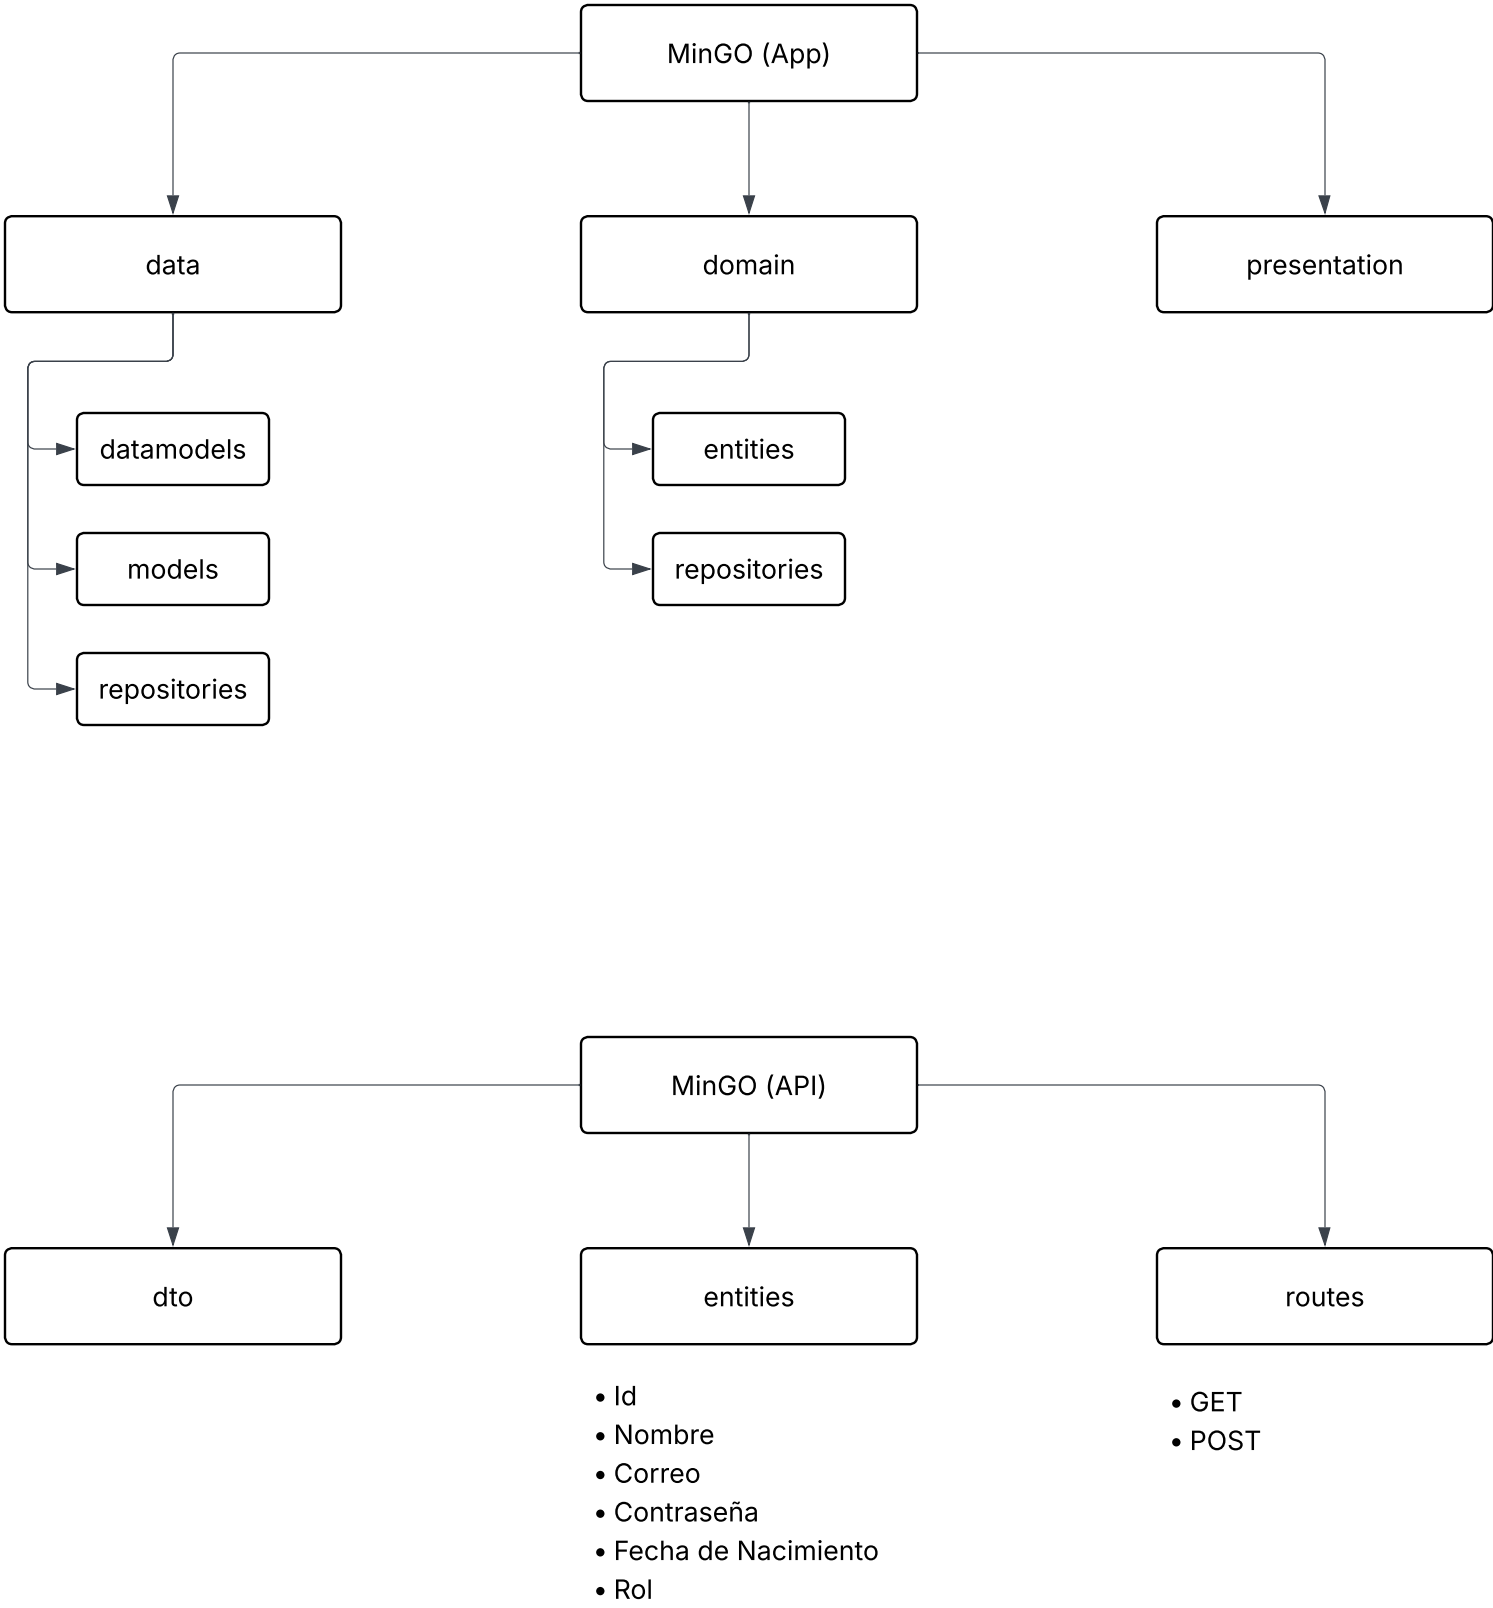 MinGO (App)
data
domain
presentation
datamodels
entities
models
repositories
repositories
MinGO (API)
dto
entities
routes
• Id
• Nombre
• Correo
• Contraseña
• Fecha de Nacimiento
• Rol
• GET
• POST